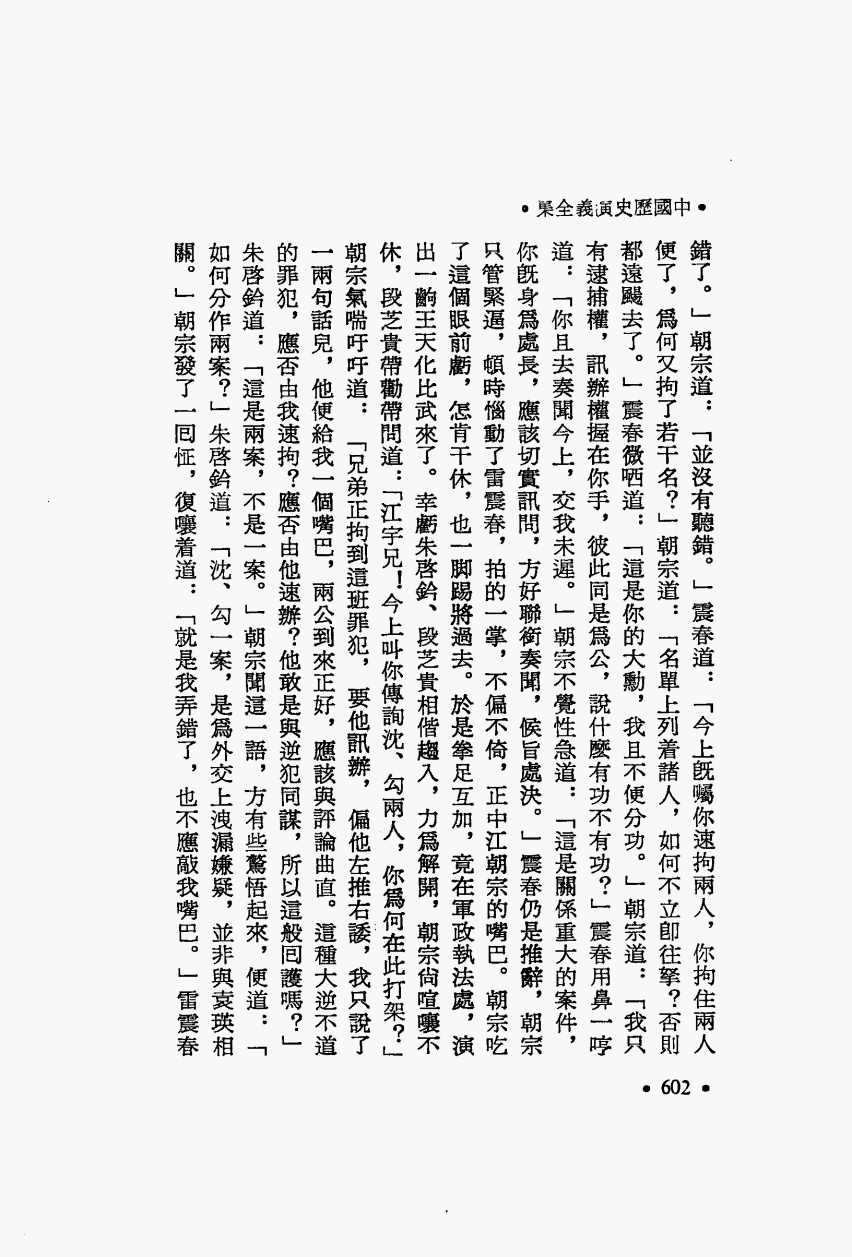 •中國歷史演義全集•
錯了。」朝宗道：「並沒有聽錯。」震春道：「今上旣囑你速拘兩人，你拘住兩人
便了，爲何又拘了若干名？」朝宗道：「名單上列着諸人，如何不立卽往拏？否則
都遠颺去了。」震春微哂道：「這是你的大勳，我且不便分功。」朝宗道：「我只
有逮捕權，訊辦權握在你手，彼此同是爲公，說什麼有功不有功？」震春用鼻一哼
道：「你且去奏聞今上，交我未遲。」朝宗不覺性急道：「這是關係重大的案件，
你旣身爲處長，應該切實訊問，方好聯銜奏聞，候旨處決。」震春仍是推辭，朝宗
只管緊逼，頓時惱動了雷震春，拍的一掌，不偏不倚，正中江朝宗的嘴巴。朝宗吃
了這個眼前虧，怎肯干休，也一脚踢將過去。於是拳足互加，竟在軍政執法處，演
出一齣王天化比武來了。幸虧朱啓鈐、段芝貴相偕趨入，力爲解開，朝宗尙喧嚷不
休，段芝貴帶勸帶問道：「江宇兄！今上叫你傳詢沈、勾兩人，你爲何在此打架？」
朝宗氣喘吁吁道：「兄弟正拘到這班罪犯，要他訊辦，偏他左推右諉，我只說了
一兩句話兒，他便給我一個嘴巴，兩公到來正好，應該與評論曲直。這種大逆不道
的罪犯，應否由我速拘？應否由他速辦？他敢是與逆犯同謀，所以這般囘護嗎？」
朱啓鈐道：「這是兩案，不是一案。」朝宗聞這一語，方有些驚悟起來，便道：「
如何分作兩案？」朱啓鈐道：「沈、勾一案，是爲外交上洩漏嫌疑，並非與袁瑛相
關。」朝宗發了一囘怔，復嚷着道：「就是我弄錯了，也不應敲我嘴巴。」雷震春
•602•